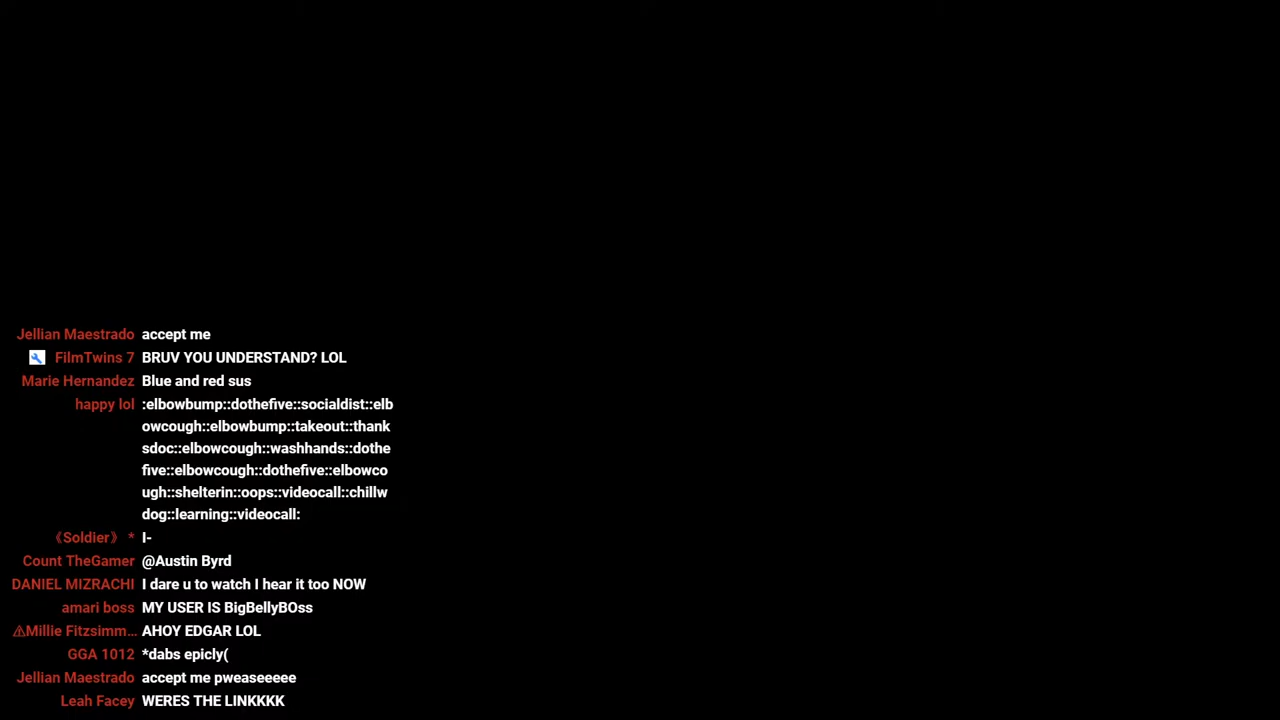 Jellian Maestrado accept me
FilmTwins 7 BRUV YOU UNDERSTAND? LOL
Marie Hernandez Blue and red sus
happy lol :elbowbump::dothefive::socialdist::elb
owcough::elbowbump::takeout::thank
sdoc::elbowcough::washhands::dothe
five::elbowcough::dothefive::elbowco
ugh::shelterin::oops::videocall::chillw
dog::learning::videocall:
《Soldier》 * I-
Count TheGamer @Austin Byrd
DANIEL MIZRACHI I dare u to watch I hear it too NOW
amari boss MY USER IS BigBellyBOss
⚠Millie Fitzsimm… AHOY EDGAR LOL
GGA 1012 *dabs epicly(
Jellian Maestrado accept me pweaseeeee
Leah Facey WERES THE LINKKKK